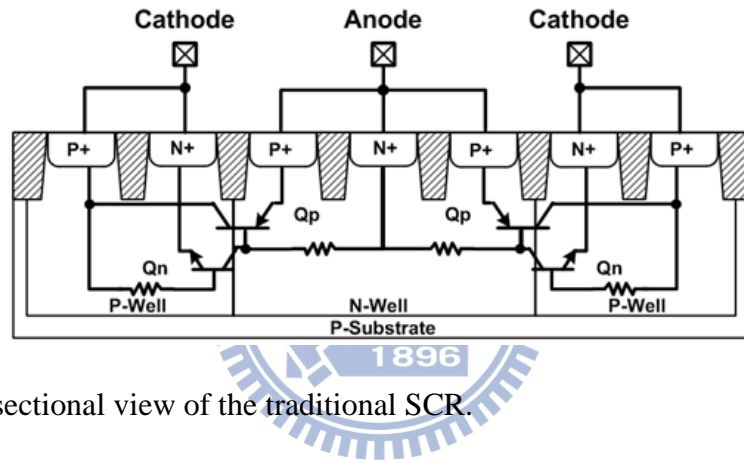 Cathode Anode Cathode
P+ N+ P+ N+ P+ N+ P+
Qp Qp
Qn Qn
P-Well N-Well P-Well
P-Substrate
1896
sectional view of the traditional SCR.